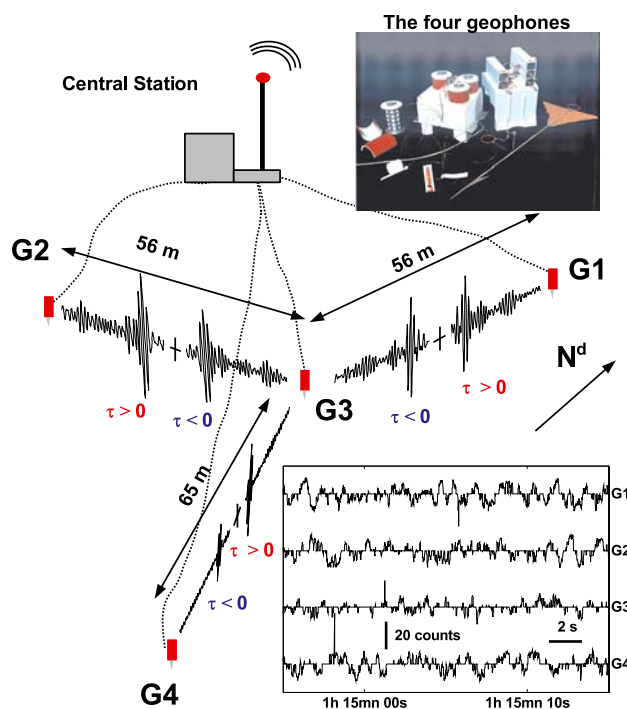 The four geophones
Central Station
G2
56 m
56 m
G1
N^d
τ > 0
τ < 0
G3
τ < 0
τ > 0
65 m
τ > 0
τ < 0
G4
G1
G2
G3
20 counts
2 s
G4
1h 15mn 00s
1h 15mn 10s